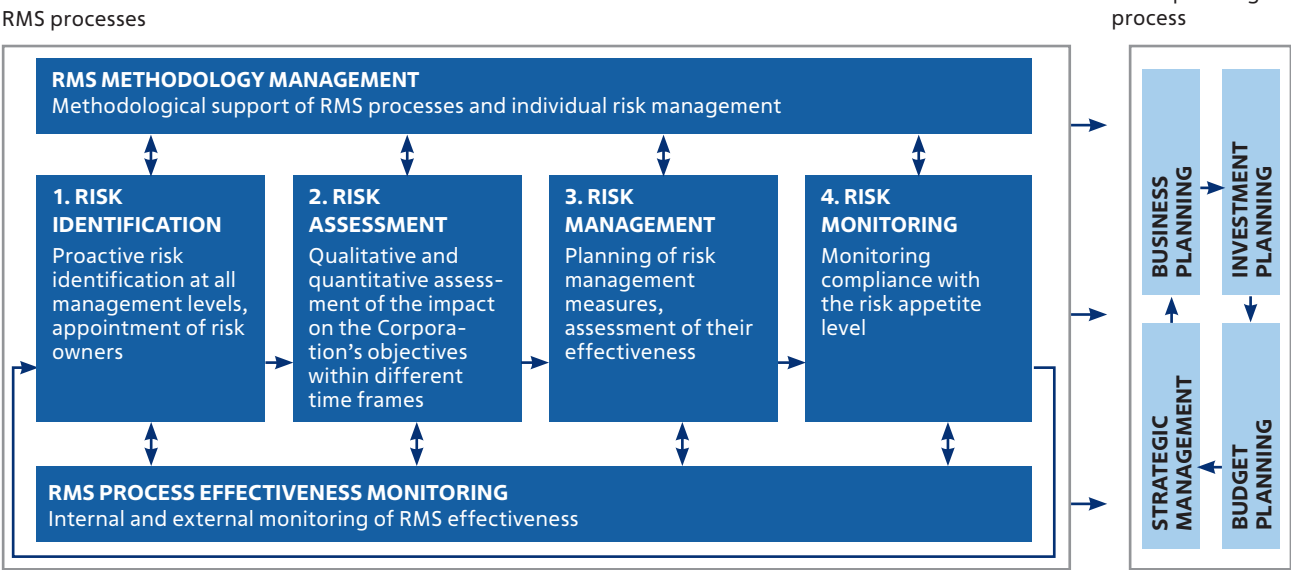 RMS processes
process
RMS METHODOLOGY MANAGEMENT
Methodological support of RMS processes and individual risk management
1. RISK
IDENTIFICATION
Proactive risk
identification at all
management levels,
appointment of risk
owners
2. RISK
ASSESSMENT
Qualitative and
quantitative assess-
ment of the impact
on the Corpora-
tion’s objectives
within different
time frames
3. RISK
MANAGEMENT
Planning of risk
management
measures,
assessment of their
effectiveness
4. RISK
MONITORING
Monitoring
compliance with
the risk appetite
level
RMS PROCESS EFFECTIVENESS MONITORING
Internal and external monitoring of RMS effectiveness
BUSINESS
PLANNING
INVESTMENT
PLANNING
STRATEGIC
MANAGEMENT
BUDGET
PLANNING